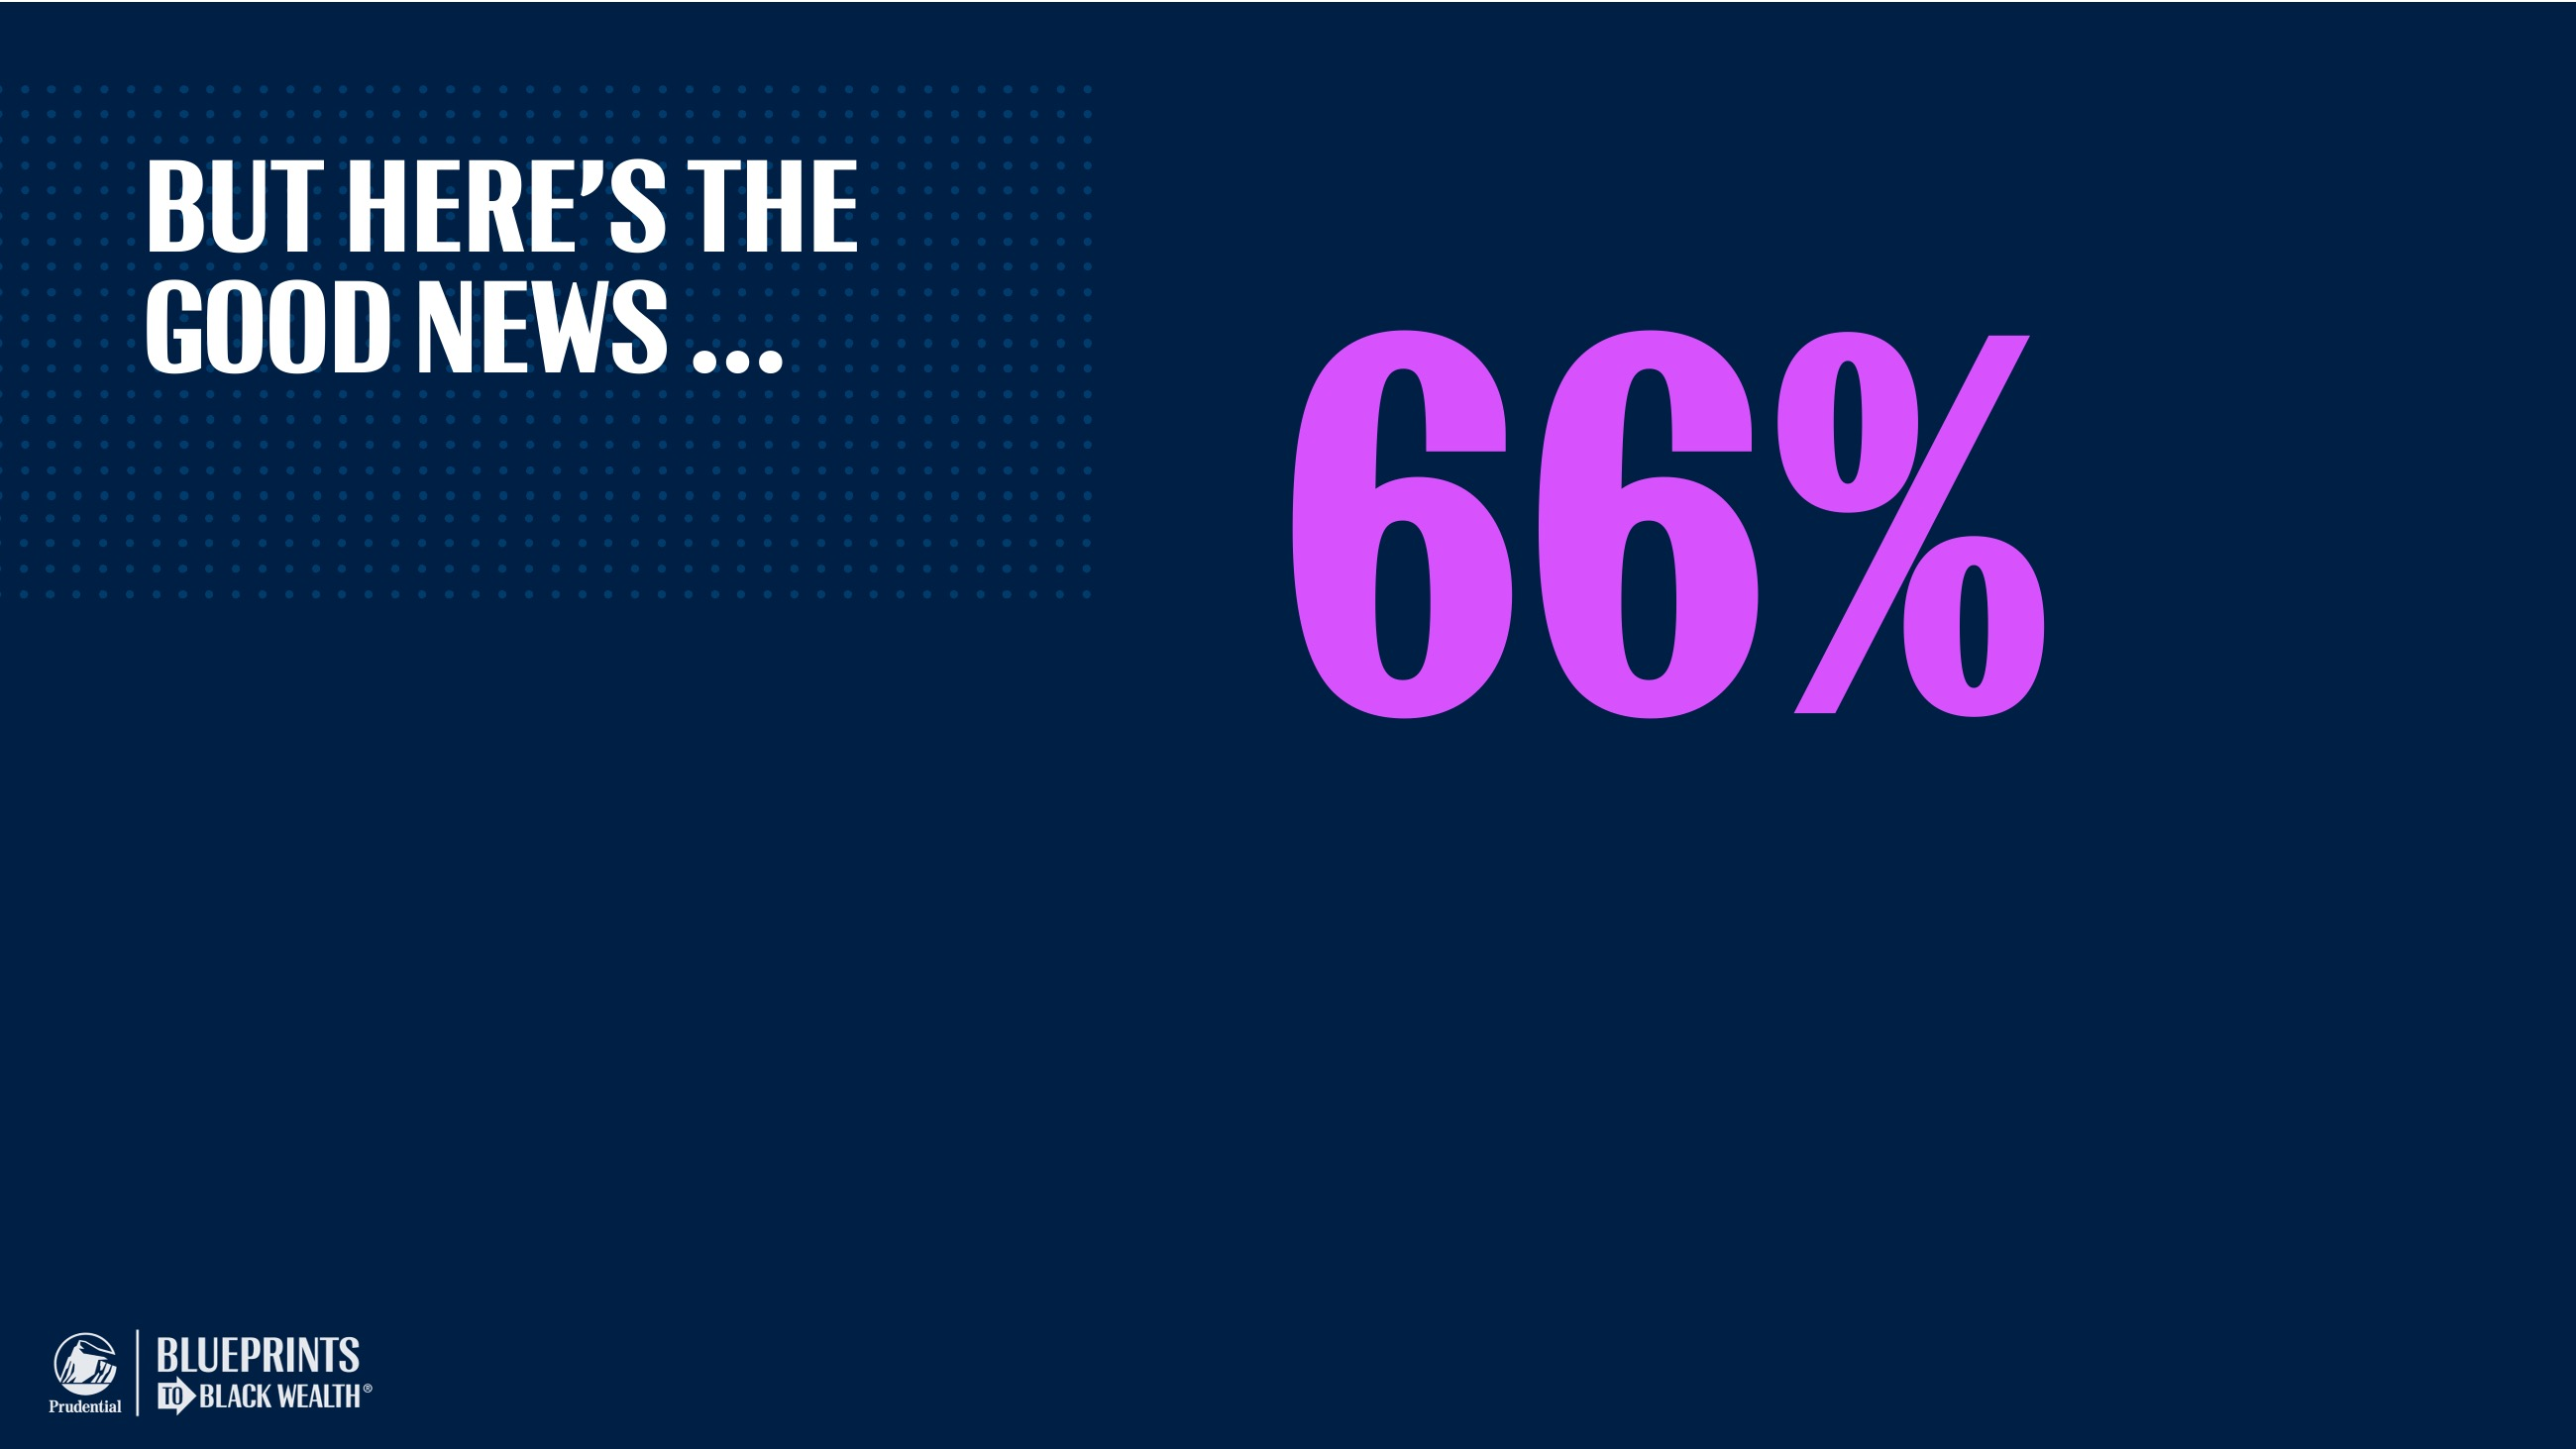 BUT HERE’S THE
GOOD NEWS ...
66%
Prudential
BLUEPRINTS
TO BLACK WEALTH®